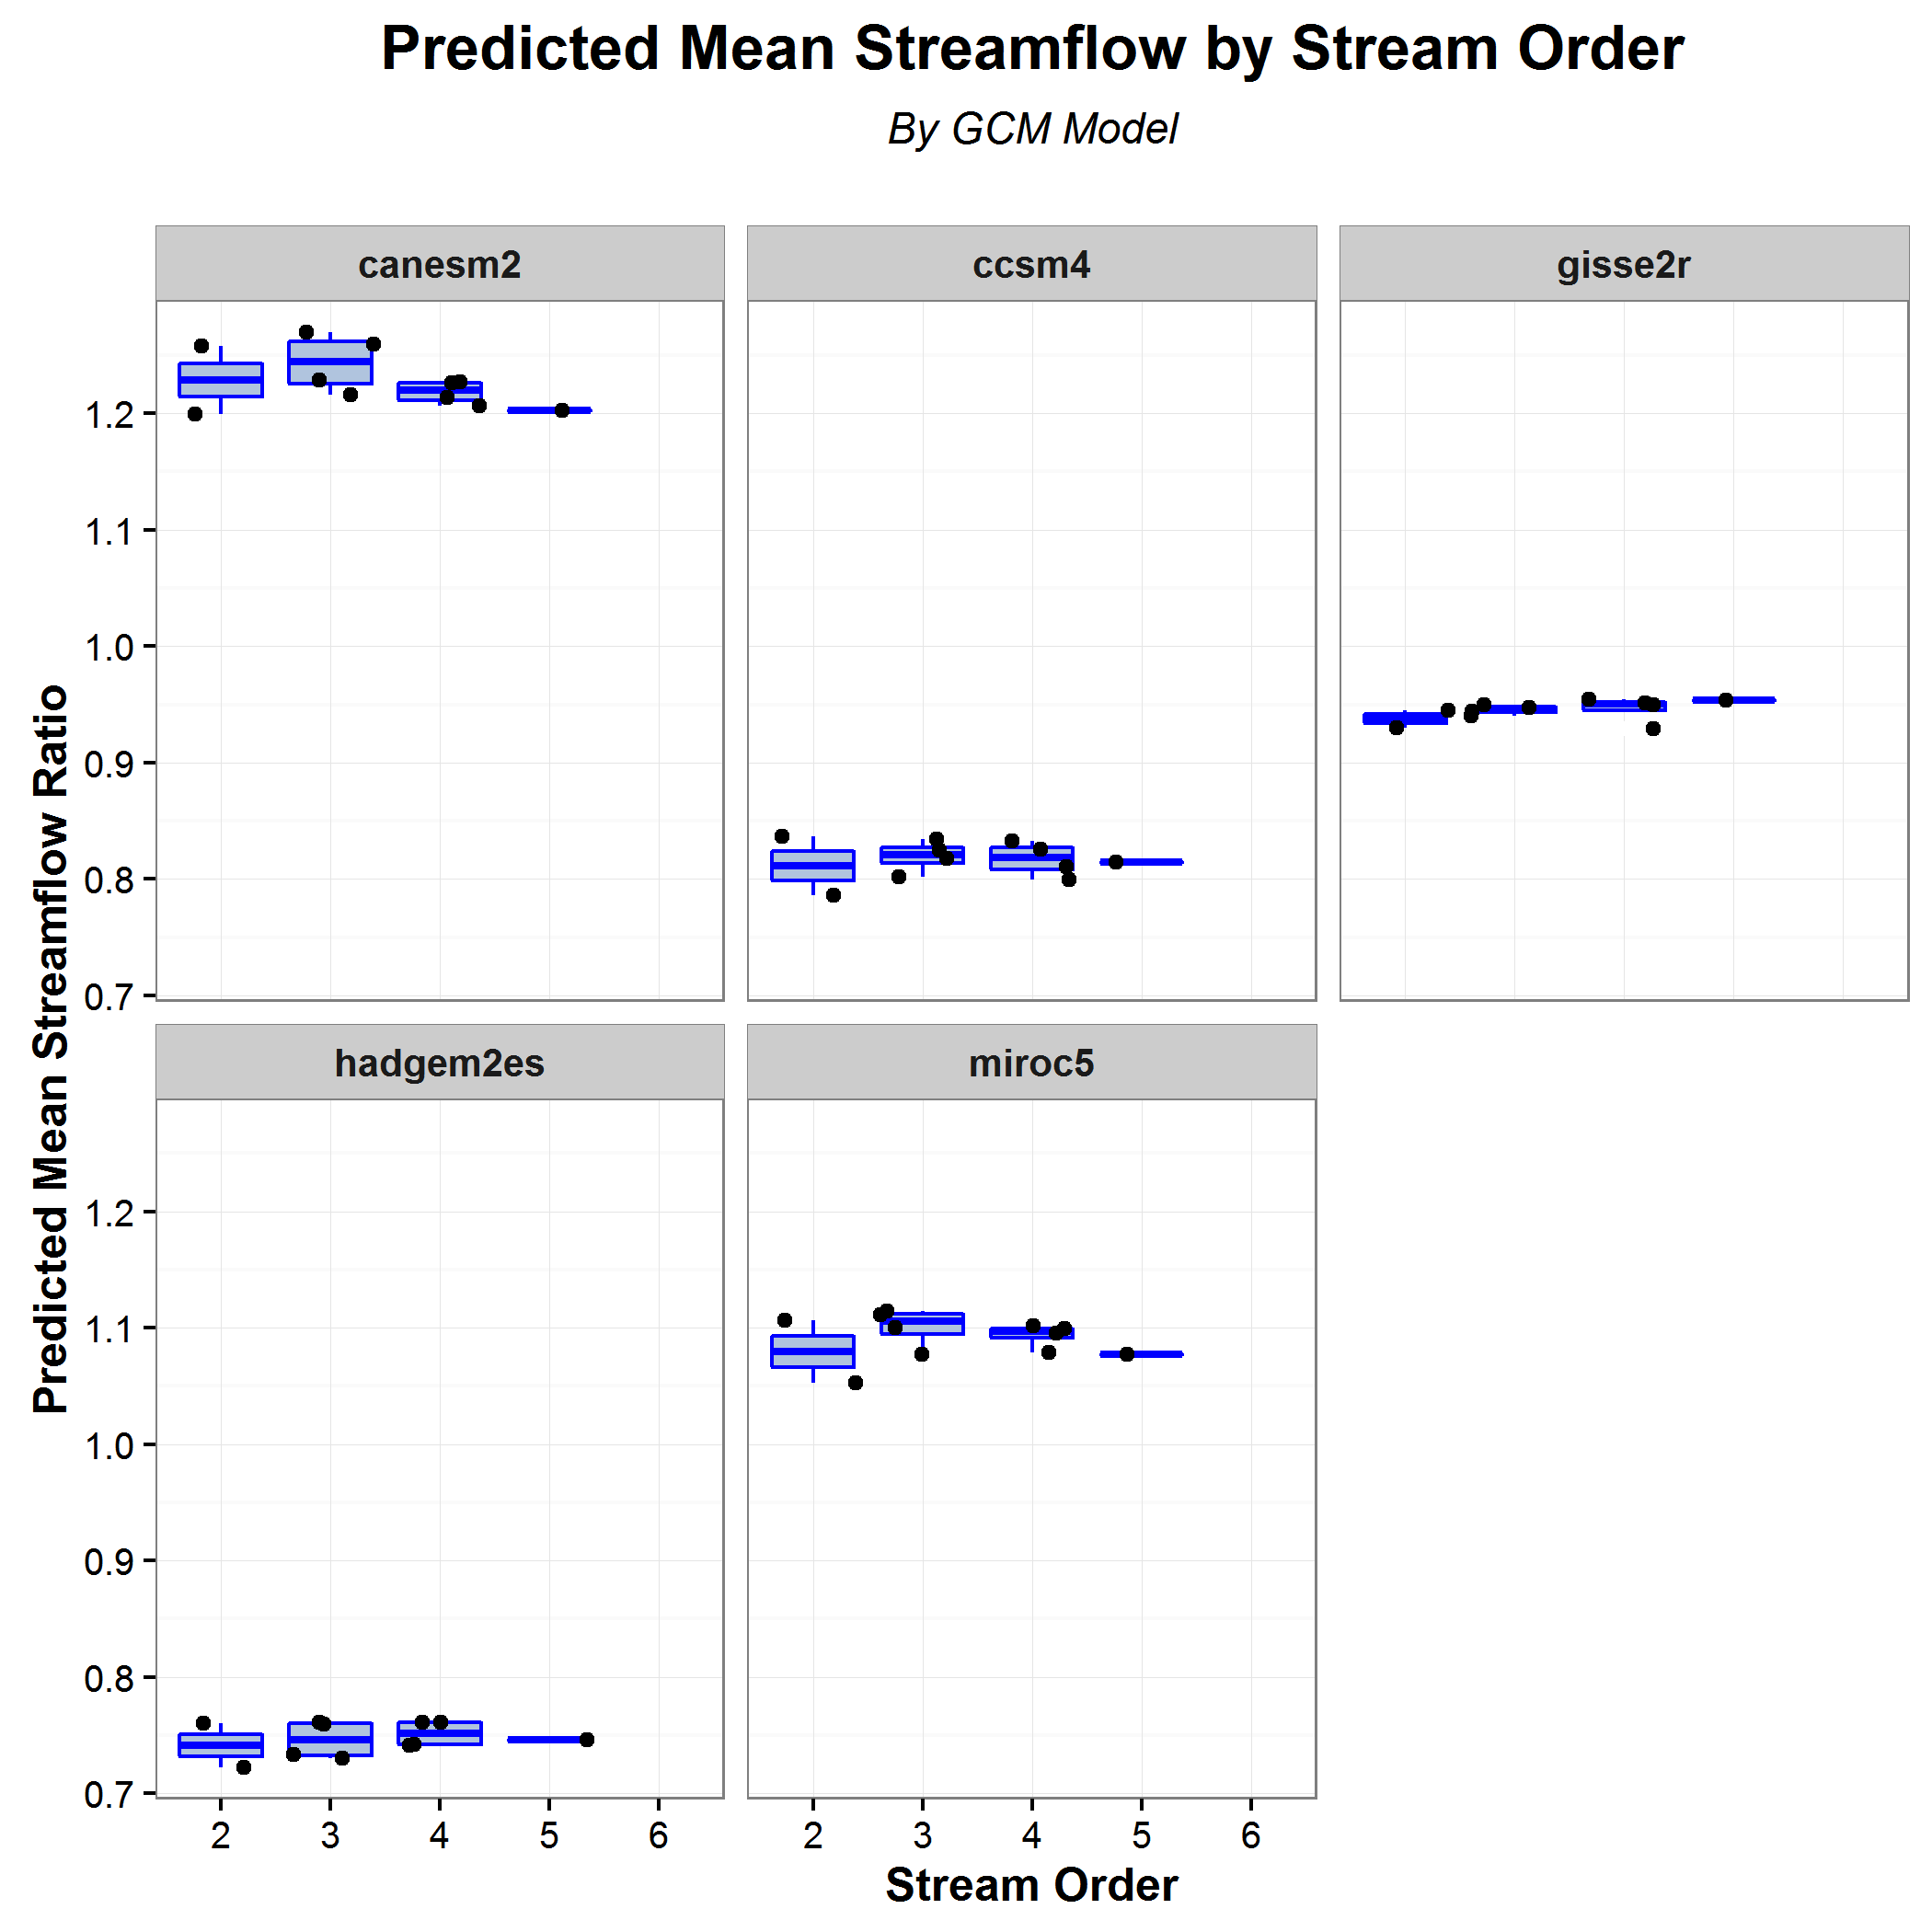 Predicted Mean Streamflow by Stream Order
By GCM Model
canesm2
ccsm4
gisse2r
1.2
1.1
1.0
0.9
0.8
0.7
Predicted Mean Streamflow Ratio
hadgem2es
miroc5
1.2
1.1
1.0
0.9
0.8
0.7
2 3 4 5 6
2 3 4 5 6
Stream Order